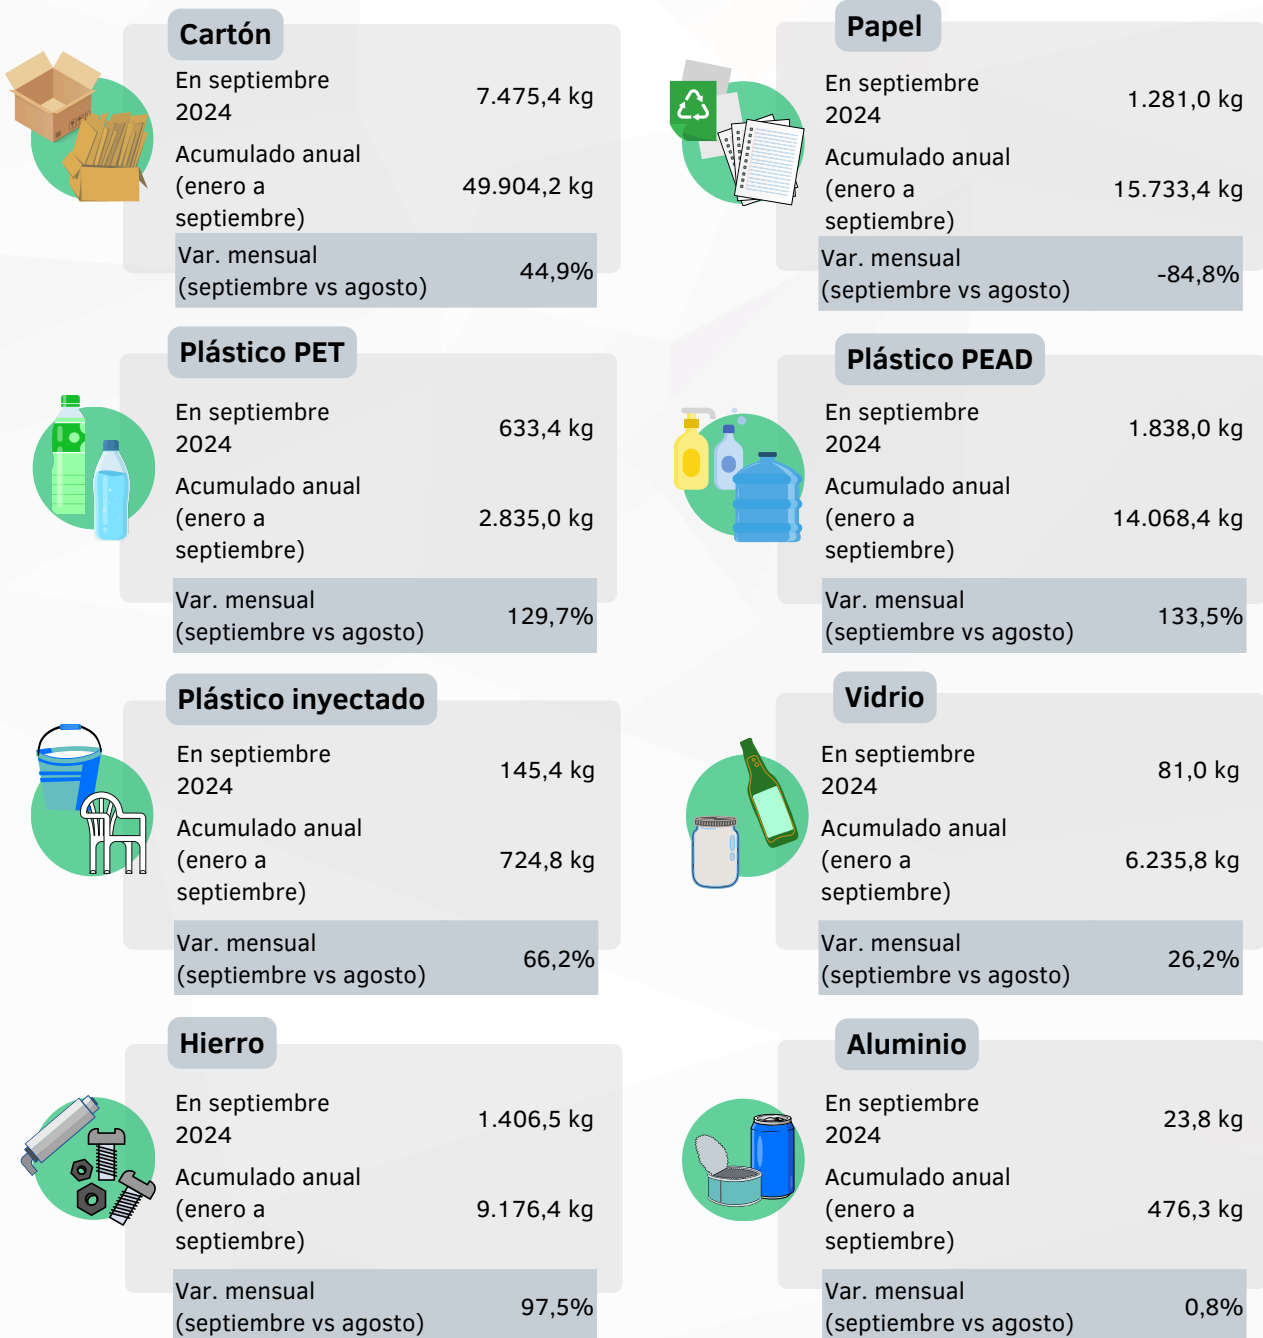 Cartón
En septiembre
2024
7.475,4 kg
Acumulado anual
(enero a
septiembre)
49.904,2 kg
Var. mensual
(septiembre vs agosto)
44,9%
Papel
En septiembre
2024
1.281,0 kg
Acumulado anual
(enero a
septiembre)
15.733,4 kg
Var. mensual
(septiembre vs agosto)
-84,8%
Plástico PET
En septiembre
2024
633,4 kg
Acumulado anual
(enero a
septiembre)
2.835,0 kg
Var. mensual
(septiembre vs agosto)
129,7%
Plástico PEAD
En septiembre
2024
1.838,0 kg
Acumulado anual
(enero a
septiembre)
14.068,4 kg
Var. mensual
(septiembre vs agosto)
133,5%
Plástico inyectado
En septiembre
2024
145,4 kg
Acumulado anual
(enero a
septiembre)
724,8 kg
Var. mensual
(septiembre vs agosto)
66,2%
Vidrio
En septiembre
2024
81,0 kg
Acumulado anual
(enero a
septiembre)
6.235,8 kg
Var. mensual
(septiembre vs agosto)
26,2%
Hierro
En septiembre
2024
1.406,5 kg
Acumulado anual
(enero a
septiembre)
9.176,4 kg
Var. mensual
(septiembre vs agosto)
97,5%
Aluminio
En septiembre
2024
23,8 kg
Acumulado anual
(enero a
septiembre)
476,3 kg
Var. mensual
(septiembre vs agosto)
0,8%